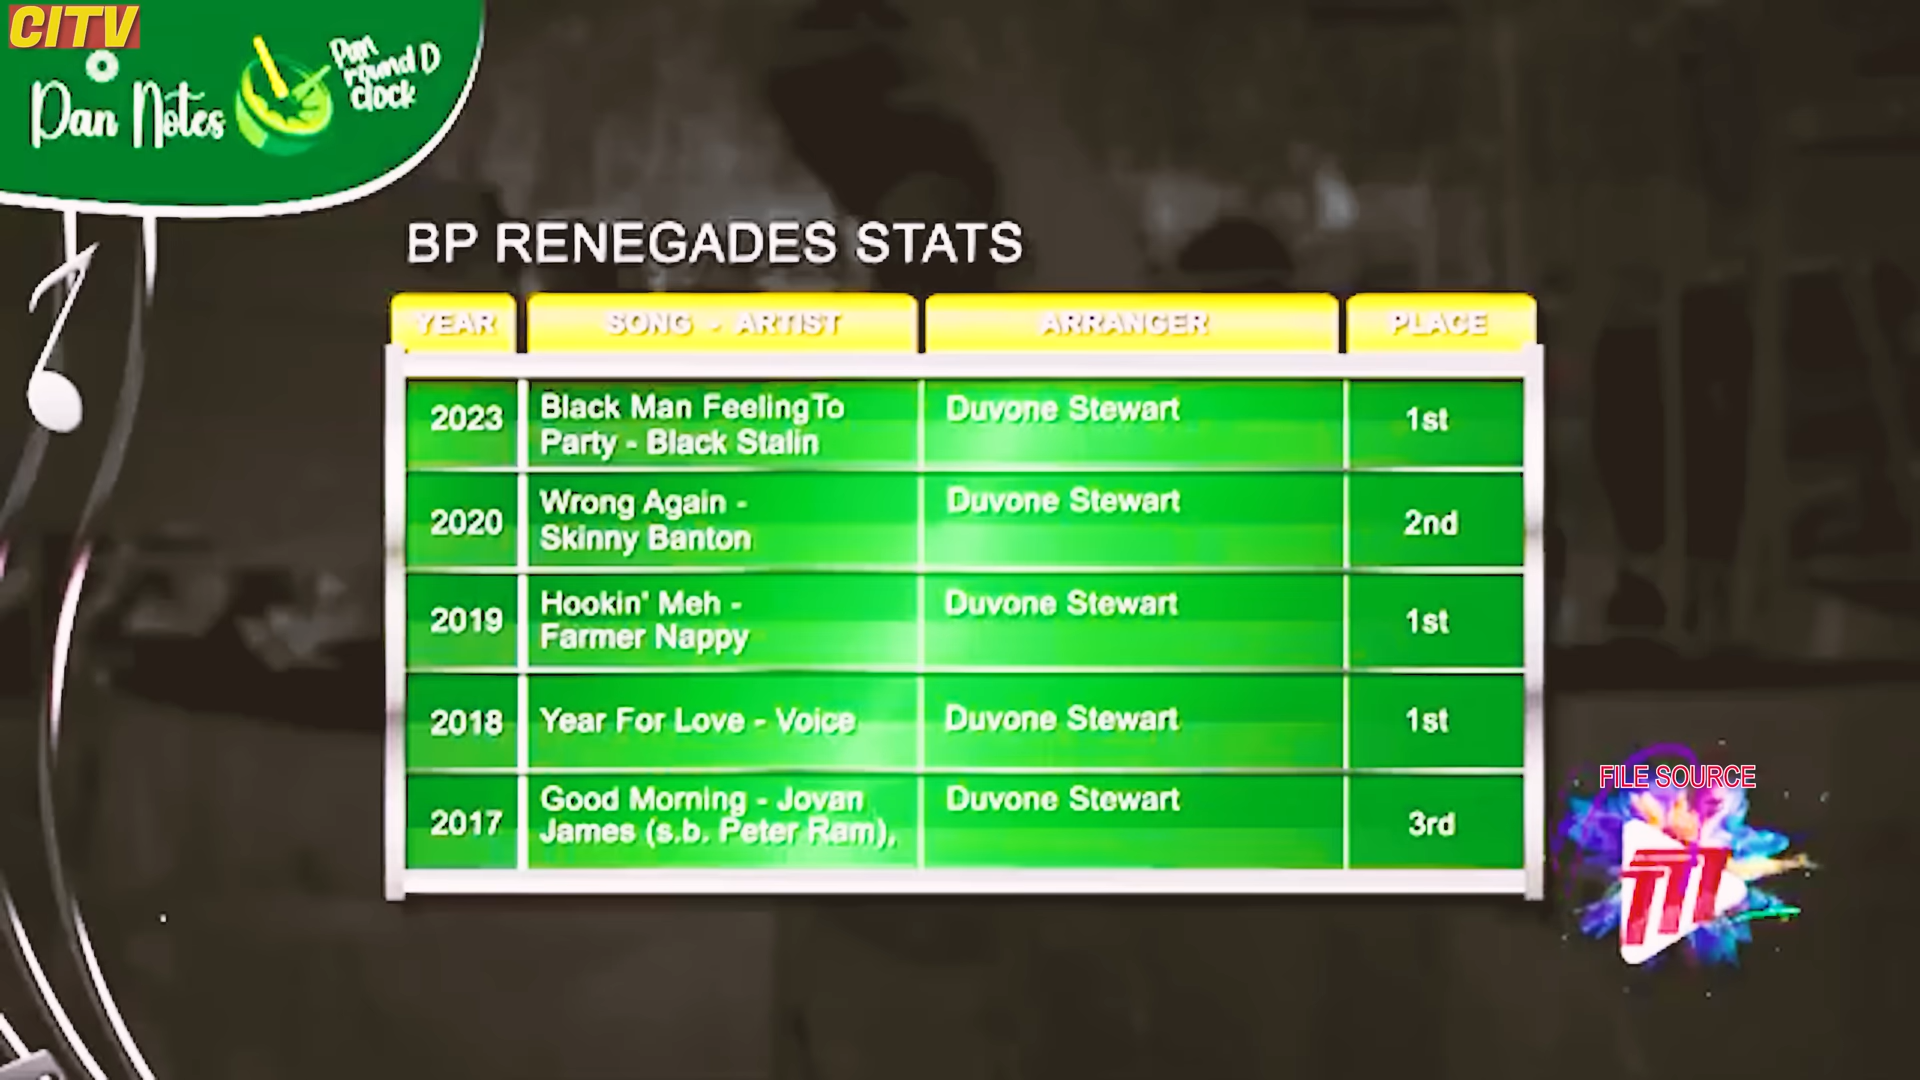 CITV
Pan Notes
Pan
round D
clock
BP RENEGADES STATS
YEAR SONG - ARTIST ARRANGER PLACE
2023 Black Man FeelingTo Duvone Stewart 1st
Party - Black Stalin
2020 Wrong Again - Duvone Stewart 2nd
Skinny Banton
2019 Hookin' Meh - Duvone Stewart 1st
Farmer Nappy
2018 Year For Love - Voice Duvone Stewart 1st
2017 Good Morning - Jovan Duvone Stewart 3rd
James (s.b. Peter Ram),
FILE SOURCE
TTT